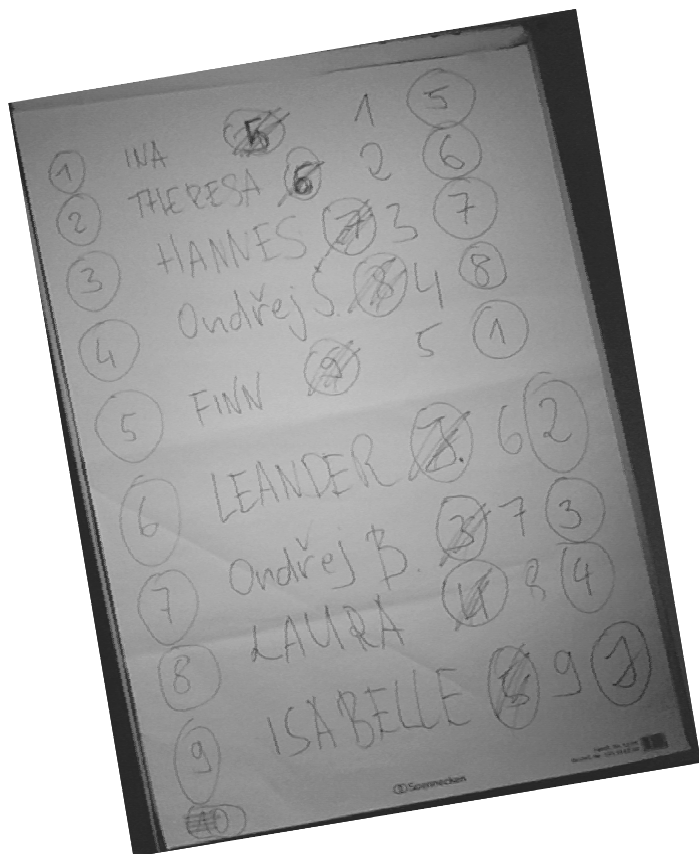 1 INA 1 5
2 THERESA 6 2 6
3 HANNES 7 3 7
4 Ondřej S. 8 4 8
5 FINN 9 5 1
6 LEANDER 6 2
7 Ondřej B. 3 7 3
8 LAURA 4 8 4
9 ISABELLE 5 9 1
Soennecken